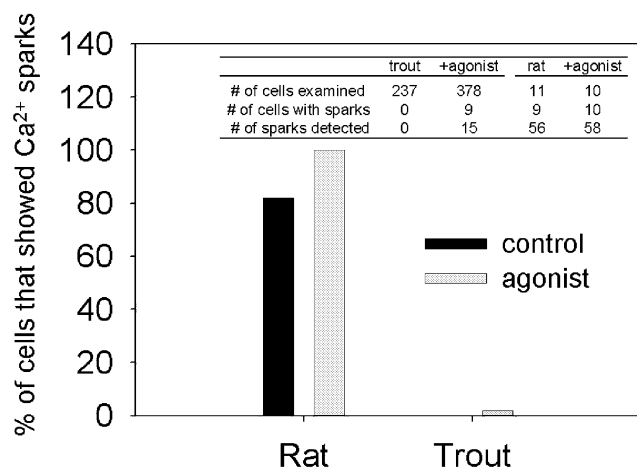 % of cells that showed Ca²⁺ sparks
140
120
100
80
60
40
20
0
trout +agonist rat +agonist
# of cells examined 237 378 11 10
# of cells with sparks 0 9 9 10
# of sparks detected 0 15 56 58
control
agonist
Rat Trout